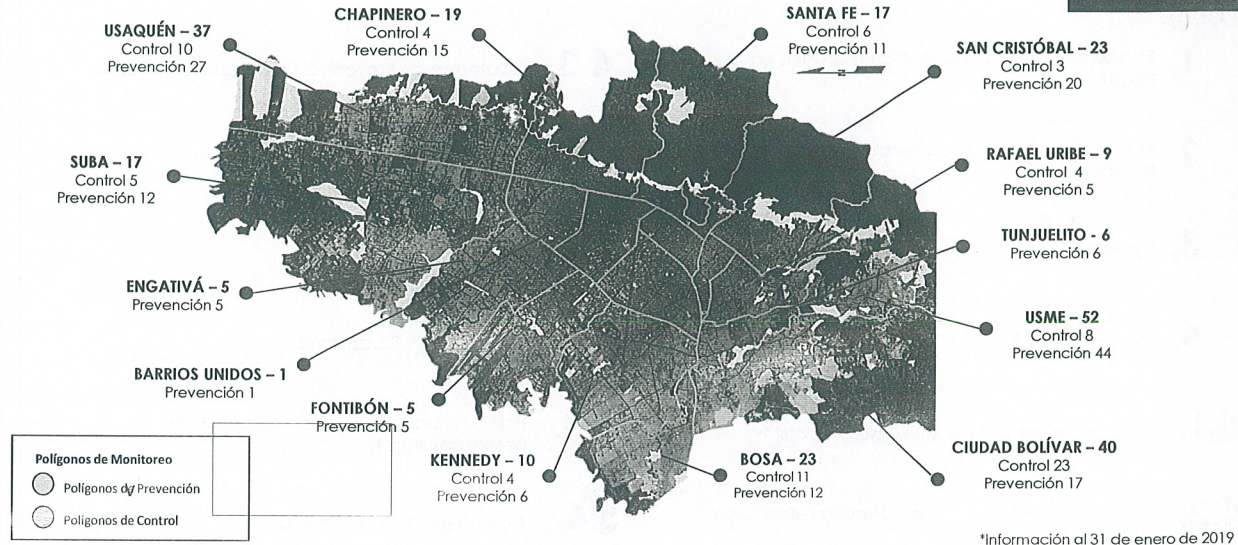 CHAPINERO – 19
Control 4
Prevención 15
SANTA FE – 17
Control 6
Prevención 11
USAQUÉN – 37
Control 10
Prevención 27
SAN CRISTÓBAL – 23
Control 3
Prevención 20
N
SUBA – 17
Control 5
Prevención 12
RAFAEL URIBE – 9
Control 4
Prevención 5
TUNJUELITO - 6
Prevención 6
ENGATIVÁ – 5
Prevención 5
USME – 52
Control 8
Prevención 44
BARRIOS UNIDOS – 1
Prevención 1
FONTIBÓN – 5
Prevención 5
KENNEDY – 10
Control 4
Prevención 6
BOSA – 23
Control 11
Prevención 12
CIUDAD BOLÍVAR – 40
Control 23
Prevención 17
Polígonos de Monitoreo
Polígonos de Prevención
Polígonos de Control
*Información al 31 de enero de 2019